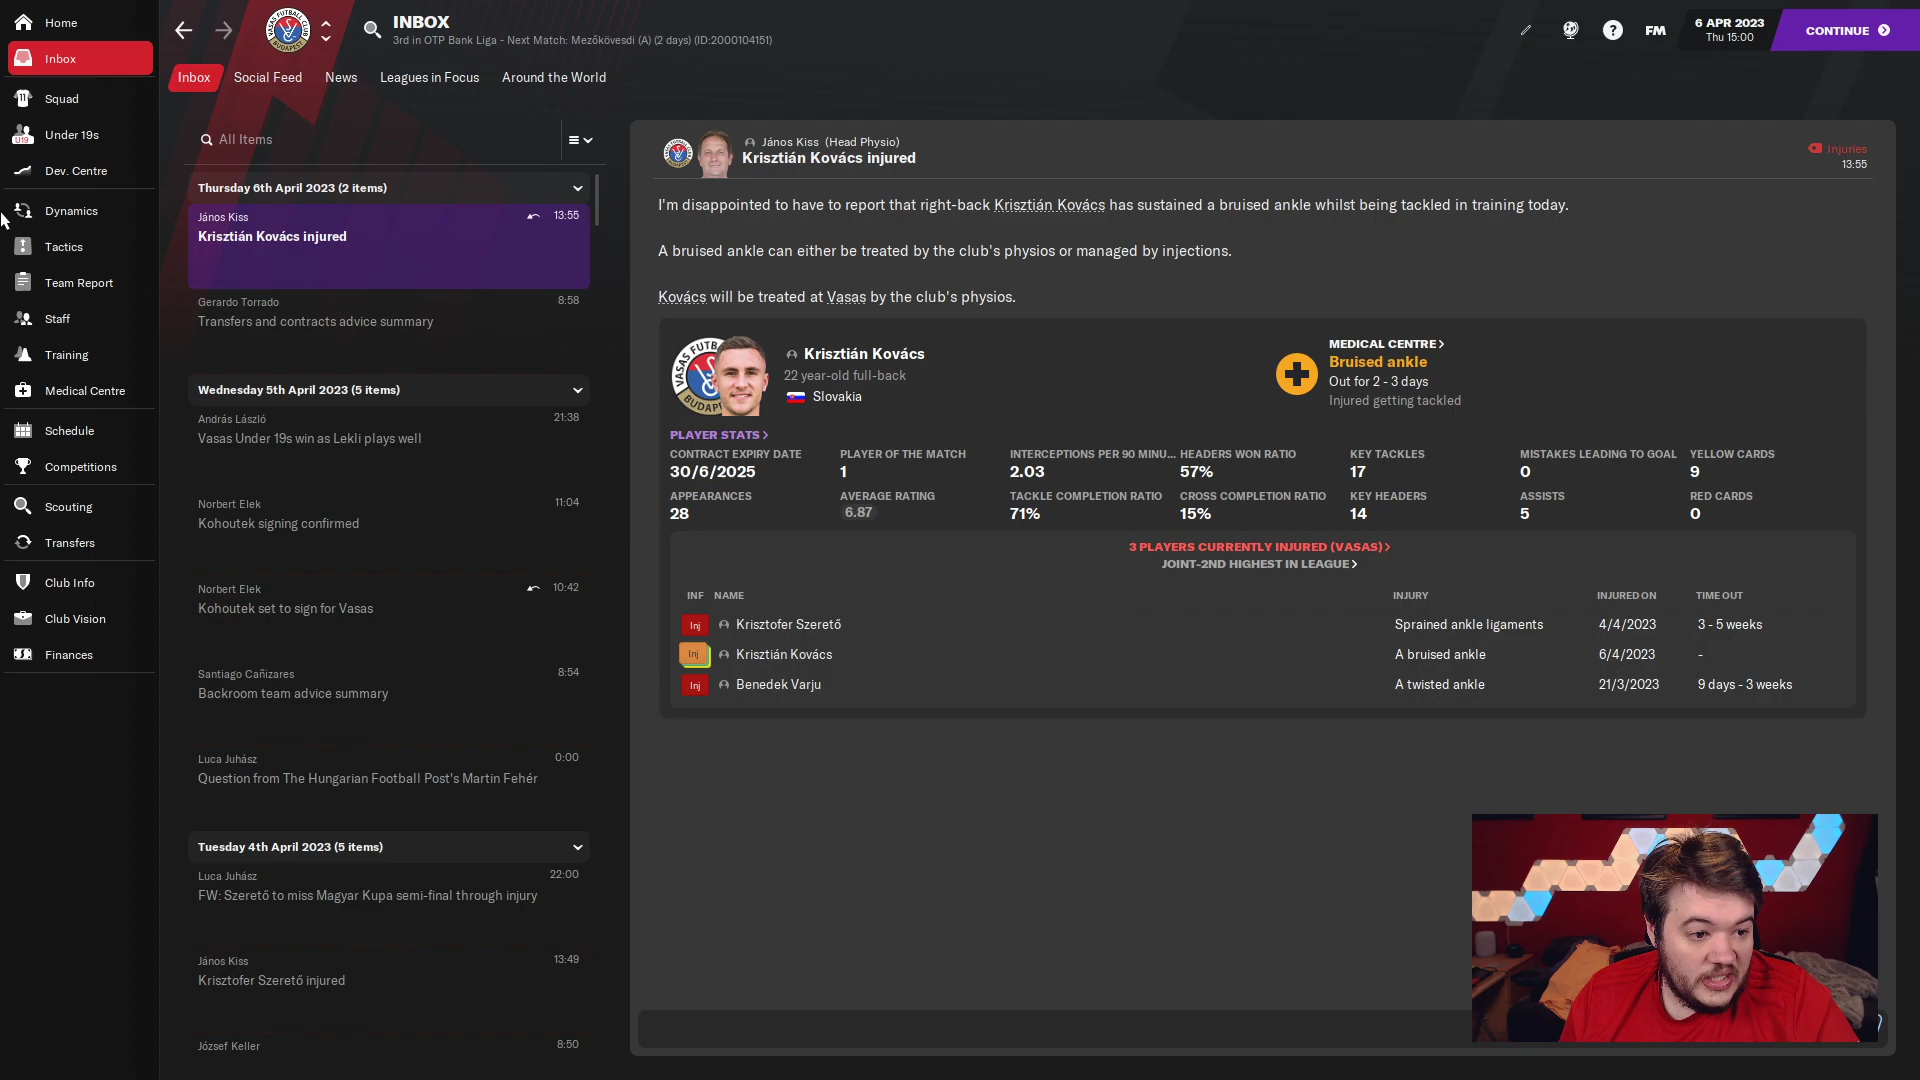 Home
Inbox
Squad
Under 19s
Dev. Centre
Dynamics
Tactics
Team Report
Staff
Training
Medical Centre
Schedule
Competitions
Scouting
Transfers
Club Info
Club Vision
Finances
INBOX
3rd in OTP Bank Liga - Next Match: Mezőkövesdi (A) (2 days) (ID:2000104151)
FM
6 APR 2023
Thu 15:00
CONTINUE
Inbox
Social Feed
News
Leagues in Focus
Around the World
All Items
Thursday 6th April 2023 (2 items)
János Kiss
13:55
Krisztián Kovács injured
Gerardo Torrado
8:58
Transfers and contracts advice summary
Wednesday 5th April 2023 (5 items)
András László
21:38
Vasas Under 19s win as Lekli plays well
Norbert Elek
11:04
Kohoutek signing confirmed
Norbert Elek
10:42
Kohoutek set to sign for Vasas
Santiago Cañizares
8:54
Backroom team advice summary
Luca Juhász
0:00
Question from The Hungarian Football Post's Martin Fehér
Tuesday 4th April 2023 (5 items)
Luca Juhász
22:00
FW: Szerető to miss Magyar Kupa semi-final through injury
János Kiss
13:49
Krisztofer Szerető injured
József Keller
8:50
János Kiss (Head Physio)
Krisztián Kovács injured
Injuries
13:55
I'm disappointed to have to report that right-back Krisztián Kovács has sustained a bruised ankle whilst being tackled in training today.
A bruised ankle can either be treated by the club's physios or managed by injections.
Kovács will be treated at Vasas by the club's physios.
Krisztián Kovács
22 year-old full-back
Slovakia
MEDICAL CENTRE
Bruised ankle
Out for 2 - 3 days
Injured getting tackled
PLAYER STATS
CONTRACT EXPIRY DATE
30/6/2025
PLAYER OF THE MATCH
1
INTERCEPTIONS PER 90 MINU...
2.03
HEADERS WON RATIO
57%
KEY TACKLES
17
MISTAKES LEADING TO GOAL
0
YELLOW CARDS
9
APPEARANCES
28
AVERAGE RATING
6.87
TACKLE COMPLETION RATIO
71%
CROSS COMPLETION RATIO
15%
KEY HEADERS
14
ASSISTS
5
RED CARDS
0
3 PLAYERS CURRENTLY INJURED (VASAS)
JOINT-2ND HIGHEST IN LEAGUE
INF NAME INJURY INJURED ON TIME OUT
Inj Krisztofer Szerető Sprained ankle ligaments 4/4/2023 3 - 5 weeks
Inj Krisztián Kovács A bruised ankle 6/4/2023 -
Inj Benedek Varju A twisted ankle 21/3/2023 9 days - 3 weeks